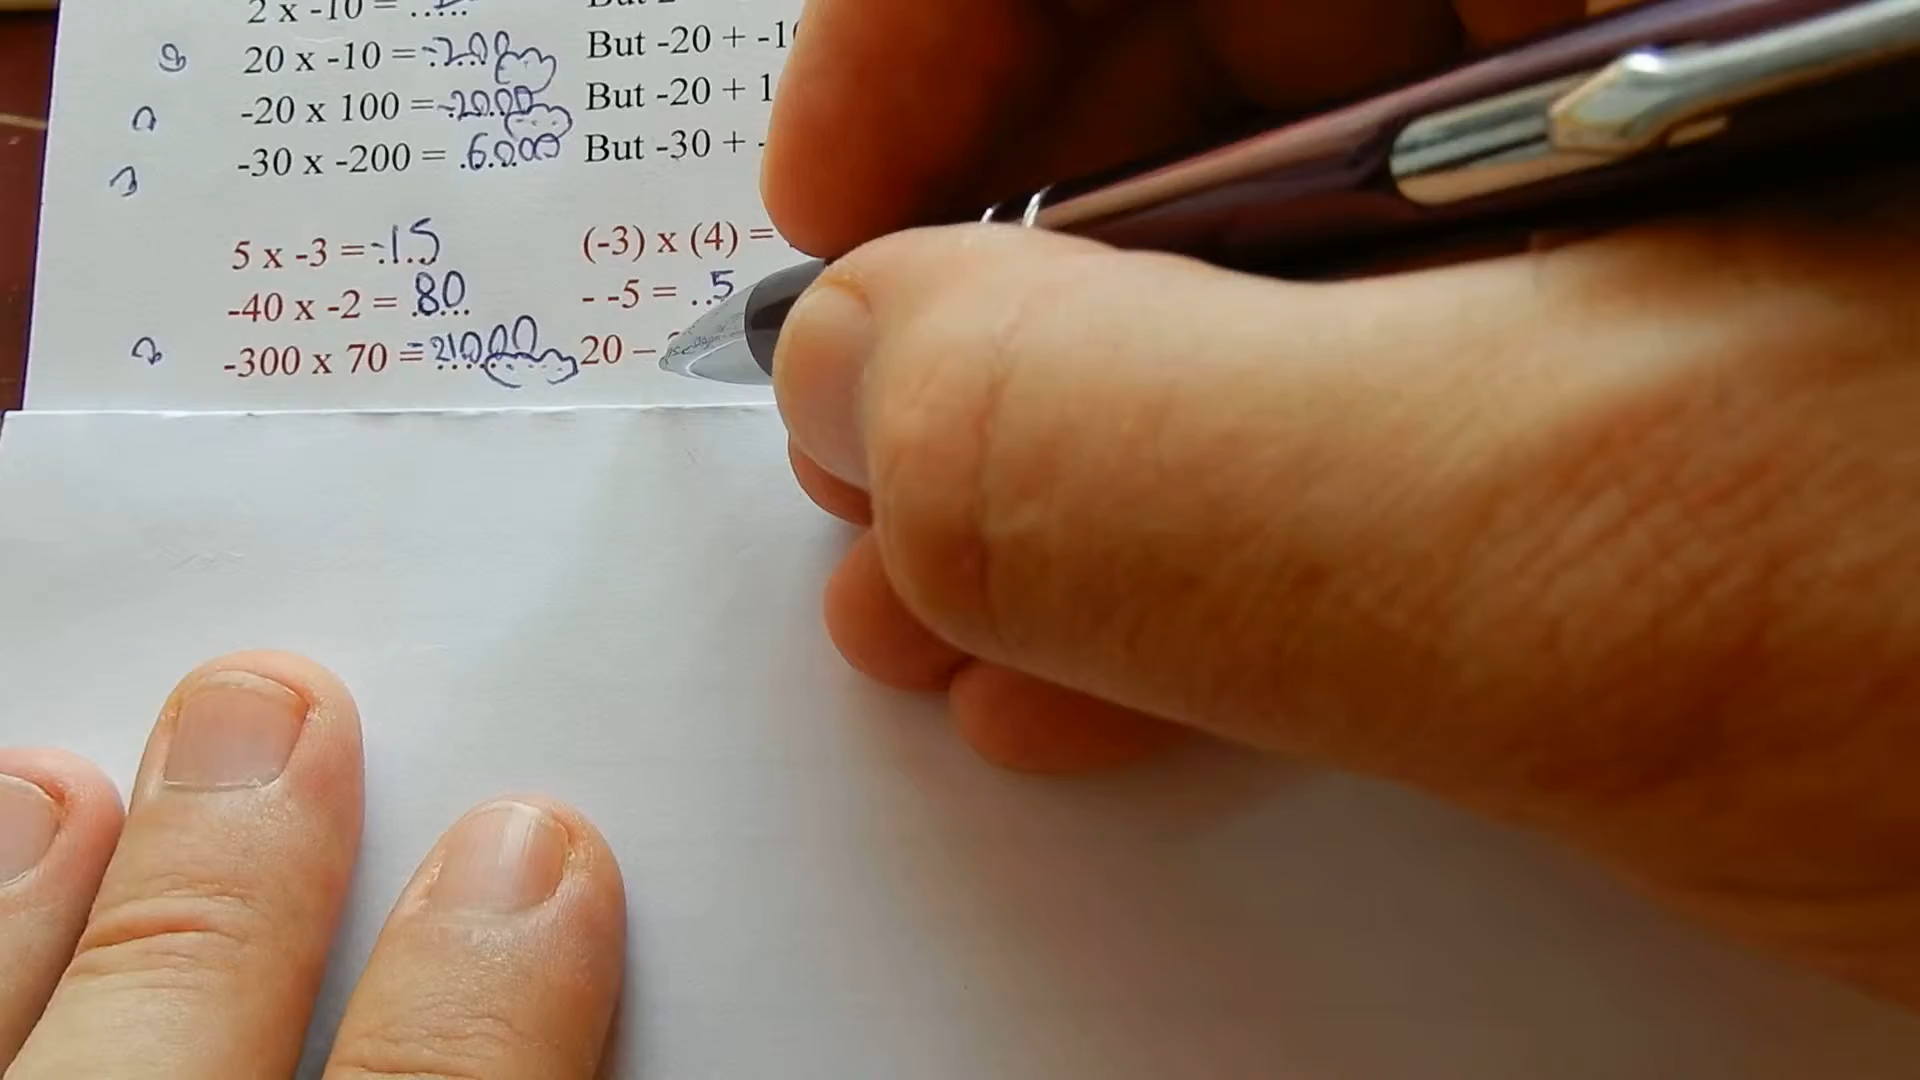 2 x -10 = .....
20 x -10 = -200 But -20 + -10
-20 x 100 = -2000 But -20 + 1
-30 x -200 = 6000 But -30 + -
5 x -3 = -15 (-3) x (4) =
-40 x -2 = 80 - -5 = 5
-300 x 70 = -21000 20 –